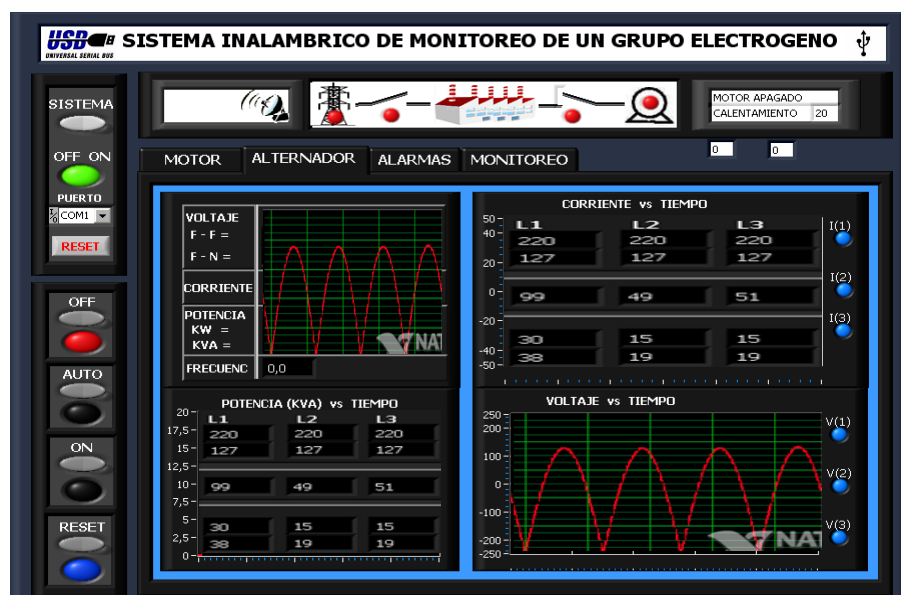 USB
UNIVERSAL SERIAL BUS
SISTEMA INALAMBRICO DE MONITOREO DE UN GRUPO ELECTROGENO
SISTEMA
OFF ON
PUERTO
COM1
RESET
MOTOR APAGADO
CALENTAMIENTO 20
0 0
MOTOR ALTERNADOR ALARMAS MONITOREO
VOLTAJE
F - F =
F - N =
CORRIENTE
POTENCIA
KW =
KVA =
FRECUENC 0,0
NAT
CORRIENTE vs TIEMPO
50
40
20
0
-20
-40
-50
L1 L2 L3
220 220 220
127 127 127
99 49 51
30 15 15
38 19 19
I(1)
I(2)
I(3)
OFF
AUTO
ON
RESET
POTENCIA (KVA) vs TIEMPO
20
17,5
15
12,5
10
7,5
5
2,5
0
L1 L2 L3
220 220 220
127 127 127
99 49 51
30 15 15
38 19 19
VOLTAJE vs TIEMPO
250
200
100
0
-100
-200
-250
NAT
V(1)
V(2)
V(3)